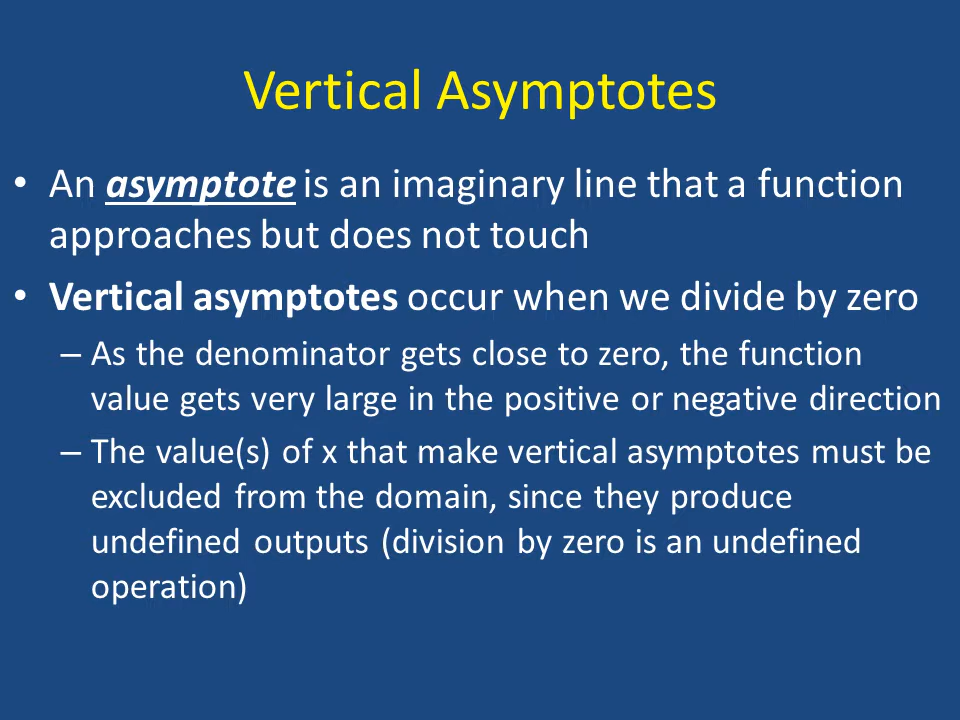 Vertical Asymptotes
• An asymptote is an imaginary line that a function
approaches but does not touch
• Vertical asymptotes occur when we divide by zero
– As the denominator gets close to zero, the function
value gets very large in the positive or negative direction
– The value(s) of x that make vertical asymptotes must be
excluded from the domain, since they produce
undefined outputs (division by zero is an undefined
operation)